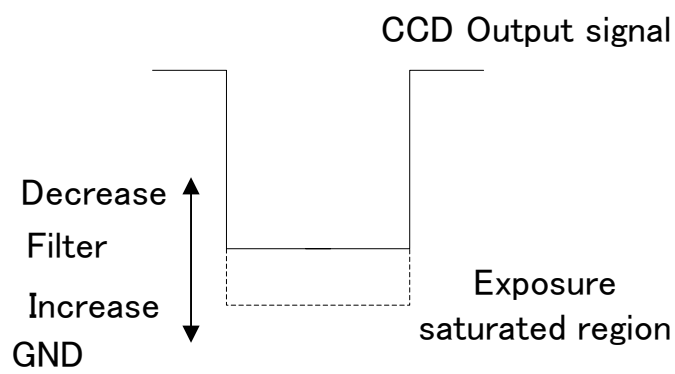 CCD Output signal
Decrease
Filter
Increase
GND
Exposure
saturated region